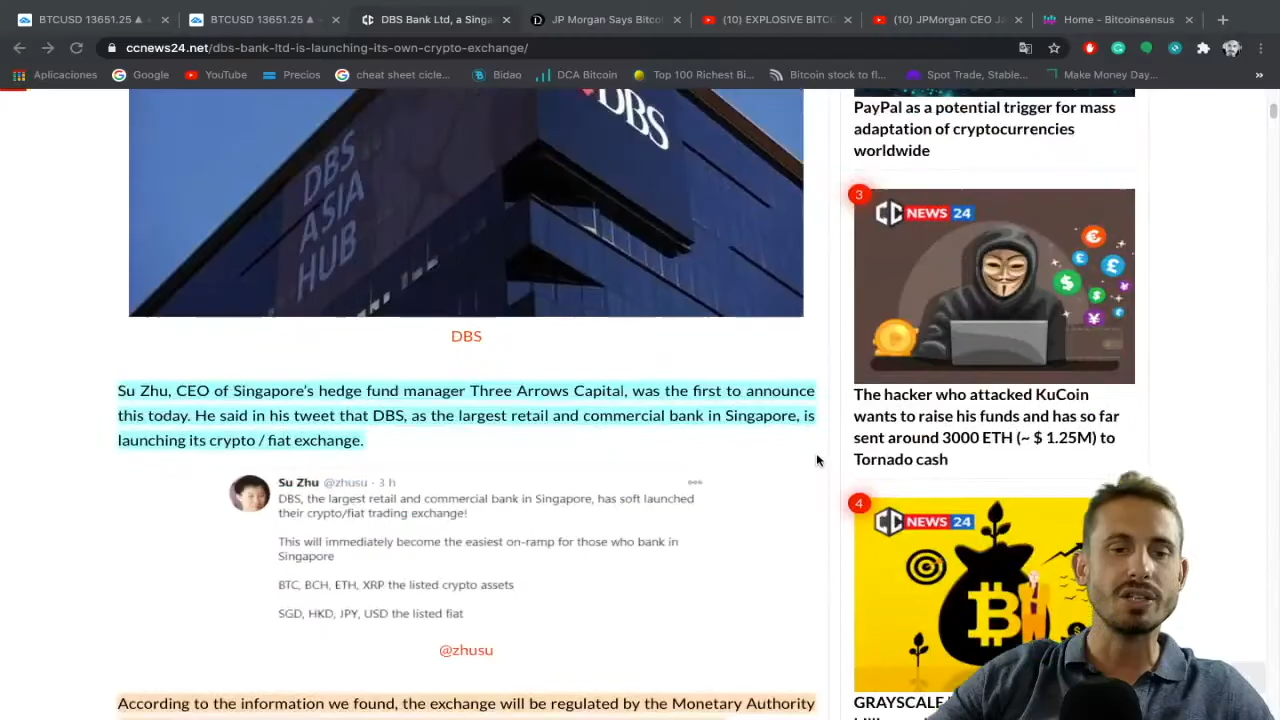 BTCUSD 13651.25 ▲
BTCUSD 13651.25 ▲
DBS Bank Ltd, a Singa
JP Morgan Says Bitco
(10) EXPLOSIVE BITC
(10) JPMorgan CEO Ja
Home - Bitcoinsensus
ccnews24.net/dbs-bank-ltd-is-launching-its-own-crypto-exchange/
Aplicaciones
Google
YouTube
Precios
cheat sheet cicle...
Bidao
DCA Bitcoin
Top 100 Richest Bi...
Bitcoin stock to fl...
Spot Trade, Stable...
Make Money Day...
»
DBS
DBS
ASIA
HUB
DBS
Su Zhu, CEO of Singapore's hedge fund manager Three Arrows Capital, was the first to announce
this today. He said in his tweet that DBS, as the largest retail and commercial bank in Singapore, is
launching its crypto / fiat exchange.
Su Zhu @zhusu · 3 h
DBS, the largest retail and commercial bank in Singapore, has soft launched
their crypto/fiat trading exchange!
This will immediately become the easiest on-ramp for those who bank in
Singapore
BTC, BCH, ETH, XRP the listed crypto assets
SGD, HKD, JPY, USD the listed fiat
@zhusu
According to the information we found, the exchange will be regulated by the Monetary Authority
PayPal as a potential trigger for mass
adaptation of cryptocurrencies
worldwide
3
CC NEWS 24
The hacker who attacked KuCoin
wants to raise his funds and has so far
sent around 3000 ETH (~ $ 1.25M) to
Tornado cash
4
CC NEWS 24
GRAYSCALE